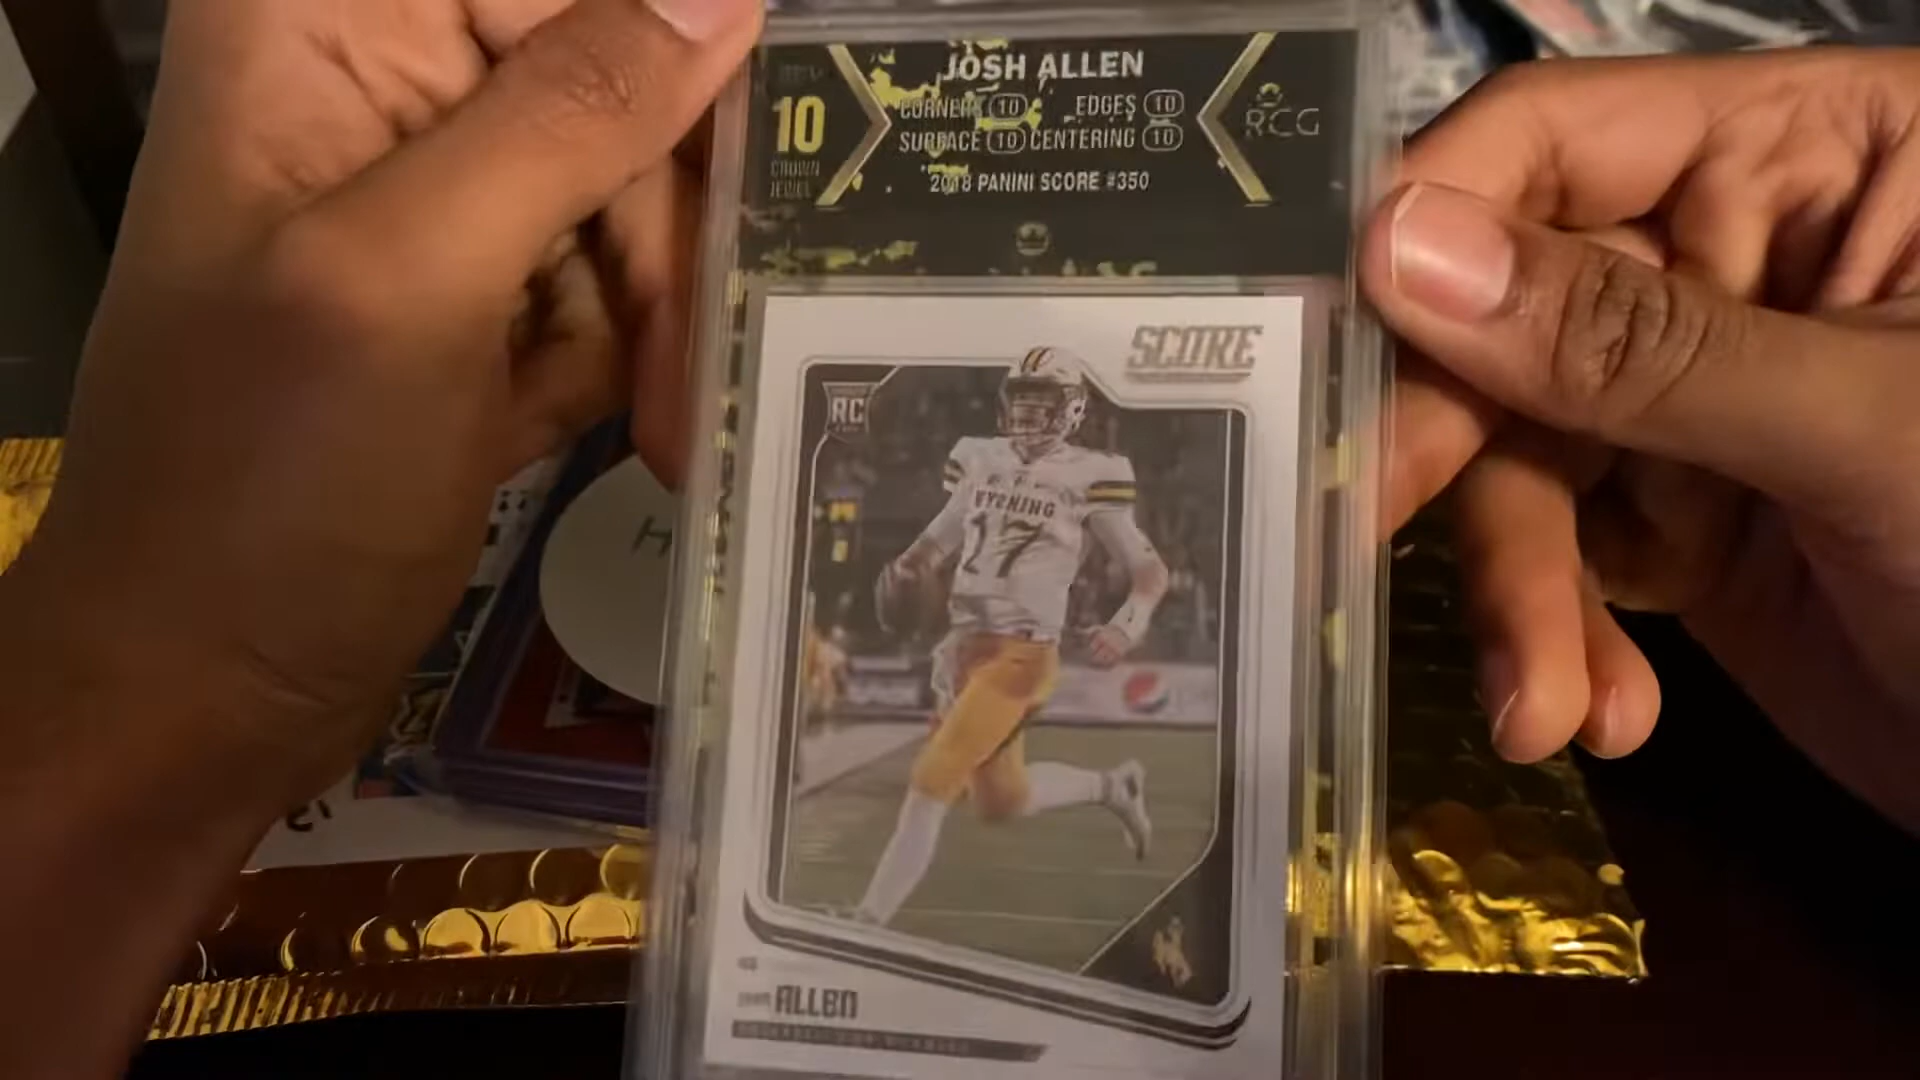 JOSH ALLEN
10
CROWN
JEWEL
CORNERS 10 EDGES 10
SURFACE 10 CENTERING 10
2018 PANINI SCORE #350
RCG
SCORE
RC
WYOMING
17
JOSH ALLEN